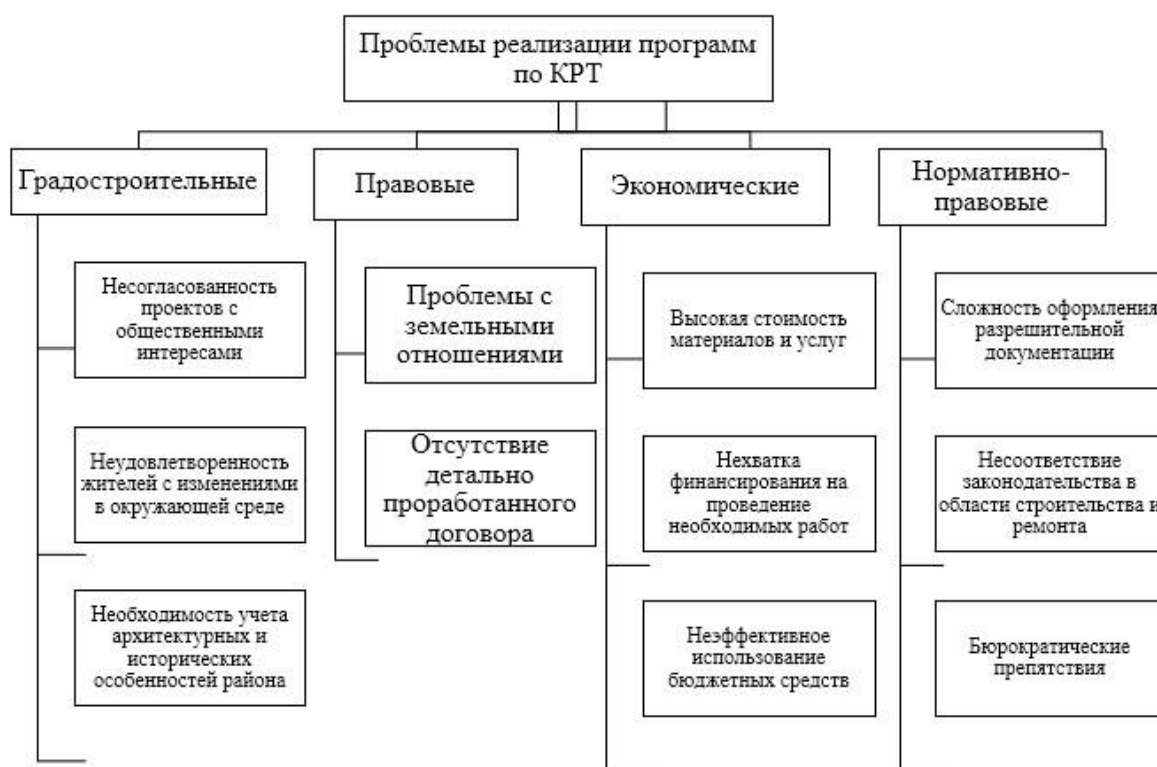 Проблемы реализации программ
по КРТ
Градостроительные
Правовые
Экономические
Нормативно-
правовые
Несогласованность
проектов с
общественными
интересами
Неудовлетворенность
жителей с изменениями
в окружающей среде
Необходимость учета
архитектурных и
исторических
особенностей района
Проблемы с
земельными
отношениями
Отсутствие
детально
проработанного
договора
Высокая стоимость
материалов и услуг
Нехватка
финансирования на
проведение
необходимых работ
Неэффективное
использование
бюджетных средств
Сложность оформления
разрешительной
документации
Несоответствие
законодательства в
области строительства и
ремонта
Бюрократические
препятствия